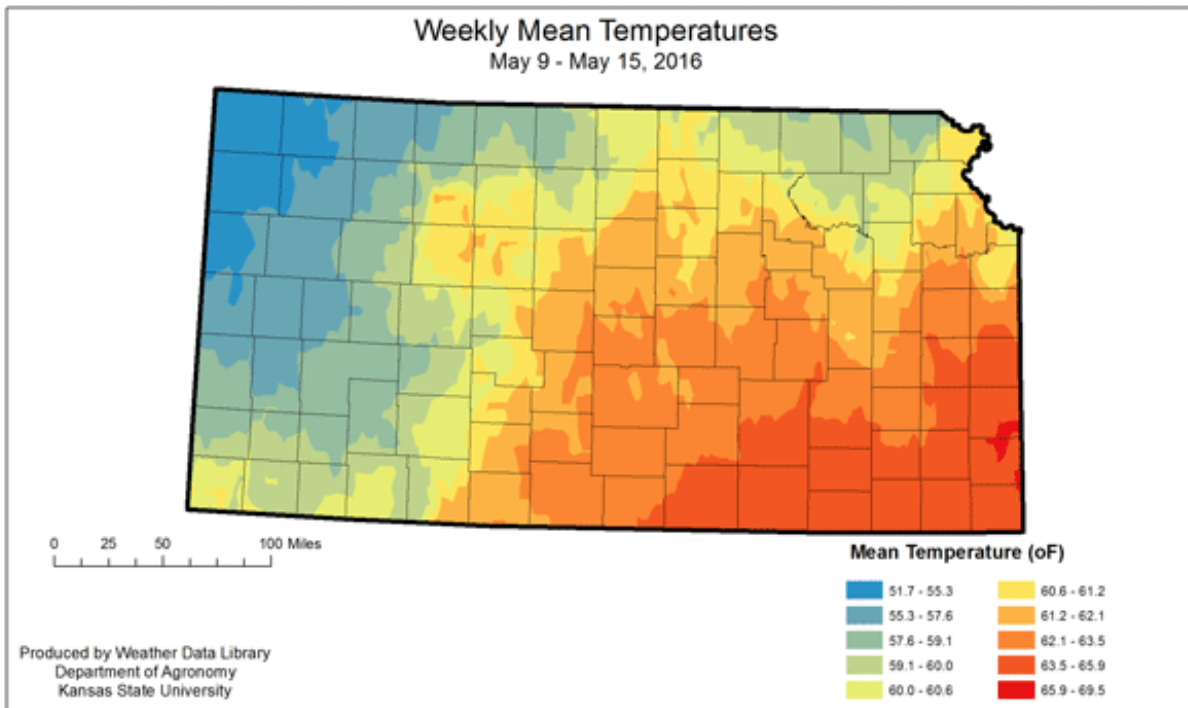 Weekly Mean Temperatures
May 9 - May 15, 2016
0 25 50 100 Miles
Mean Temperature (oF)
51.7 - 55.3
55.3 - 57.6
57.6 - 59.1
59.1 - 60.0
60.0 - 60.6
60.6 - 61.2
61.2 - 62.1
62.1 - 63.5
63.5 - 65.9
65.9 - 69.5
Produced by Weather Data Library
Department of Agronomy
Kansas State University